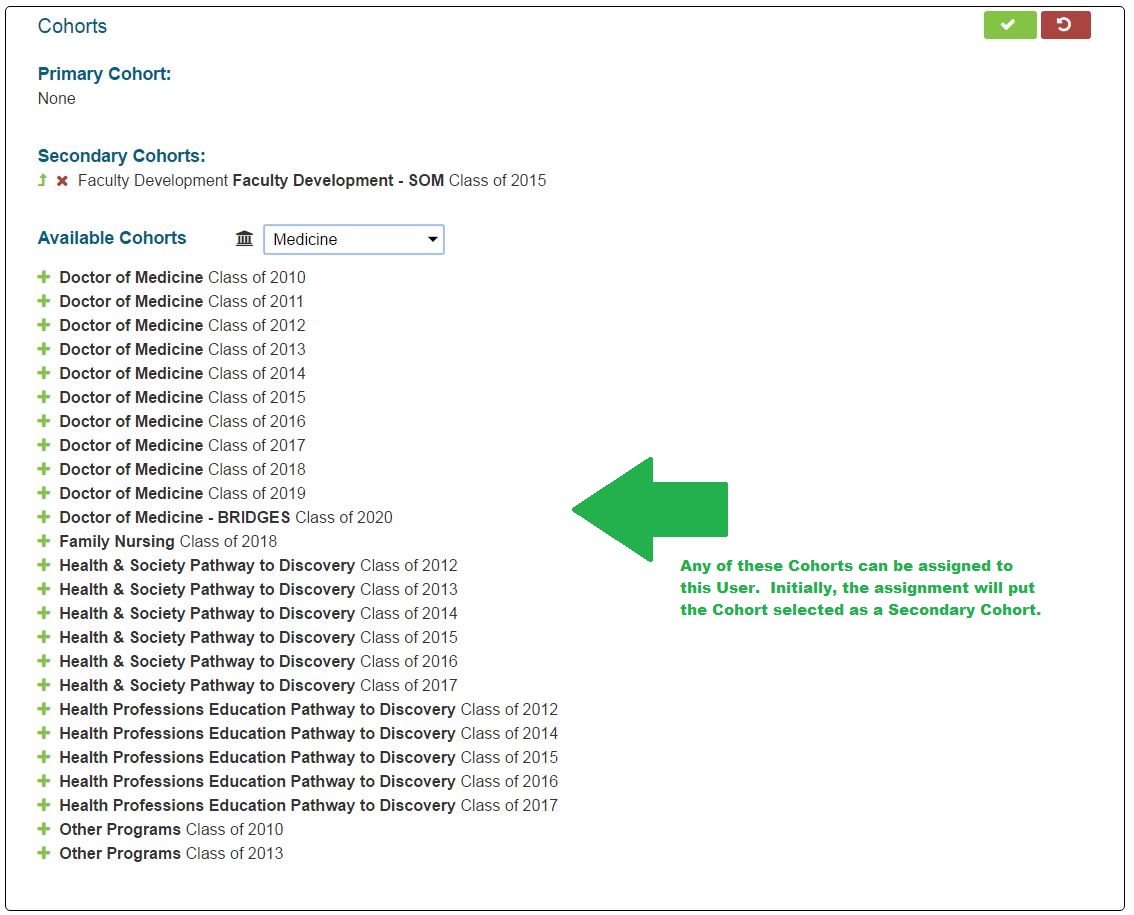 Cohorts
Primary Cohort:
None
Secondary Cohorts:
Faculty Development Faculty Development - SOM Class of 2015
Available Cohorts Medicine
Doctor of Medicine Class of 2010
Doctor of Medicine Class of 2011
Doctor of Medicine Class of 2012
Doctor of Medicine Class of 2013
Doctor of Medicine Class of 2014
Doctor of Medicine Class of 2015
Doctor of Medicine Class of 2016
Doctor of Medicine Class of 2017
Doctor of Medicine Class of 2018
Doctor of Medicine Class of 2019
Doctor of Medicine - BRIDGES Class of 2020
Family Nursing Class of 2018
Health & Society Pathway to Discovery Class of 2012
Health & Society Pathway to Discovery Class of 2013
Health & Society Pathway to Discovery Class of 2014
Health & Society Pathway to Discovery Class of 2015
Health & Society Pathway to Discovery Class of 2016
Health & Society Pathway to Discovery Class of 2017
Health Professions Education Pathway to Discovery Class of 2012
Health Professions Education Pathway to Discovery Class of 2014
Health Professions Education Pathway to Discovery Class of 2015
Health Professions Education Pathway to Discovery Class of 2016
Health Professions Education Pathway to Discovery Class of 2017
Other Programs Class of 2010
Other Programs Class of 2013
Any of these Cohorts can be assigned to
this User. Initially, the assignment will put
the Cohort selected as a Secondary Cohort.